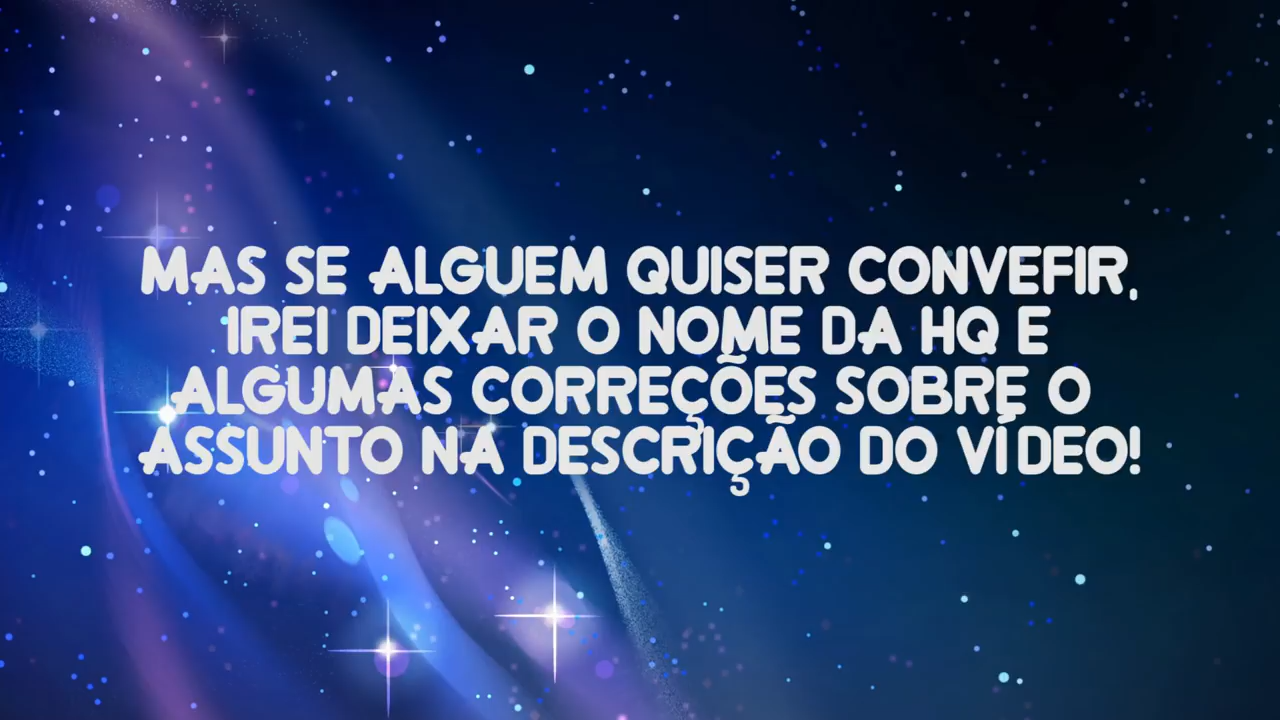 MAS SE ALGUEM QUISER CONVEFIR,
IREI DEIXAR O NOME DA HQ E
ALGUMAS CORREÇÕES SOBRE O
ASSUNTO NA DESCRIÇÃO DO VÍDEO!